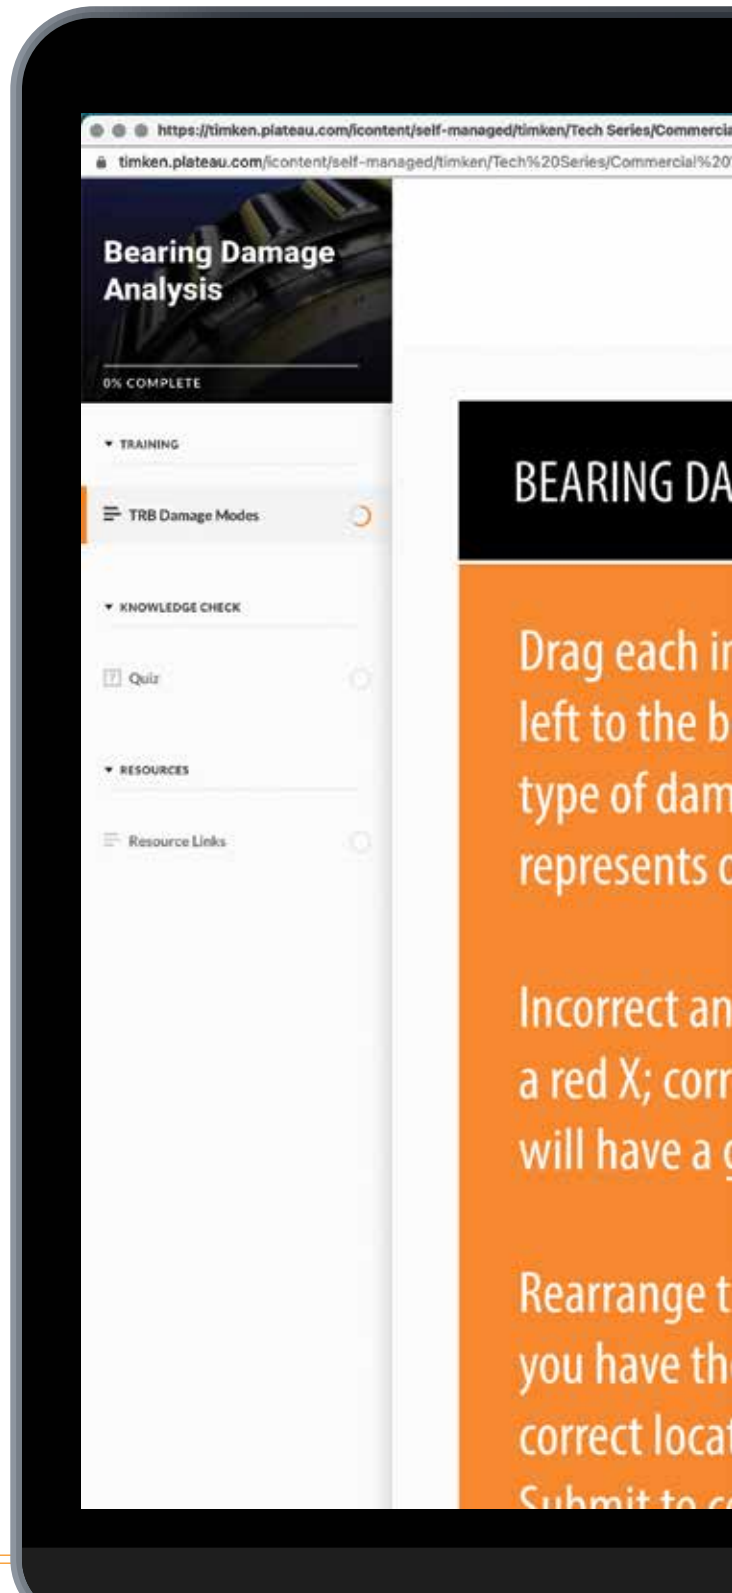 https://timken.plateau.com/icontent/self-managed/timken/Tech Series/Commercia
timken.plateau.com/icontent/self-managed/timken/Tech%20Series/Commercial%20
Bearing Damage
Analysis
0% COMPLETE
TRAINING
TRB Damage Modes
KNOWLEDGE CHECK
? Quiz
RESOURCES
Resource Links
BEARING DA
Drag each i
left to the b
type of dam
represents
Incorrect an
a red X; corr
will have a g
Rearrange t
you have the
correct locat
Submit to c